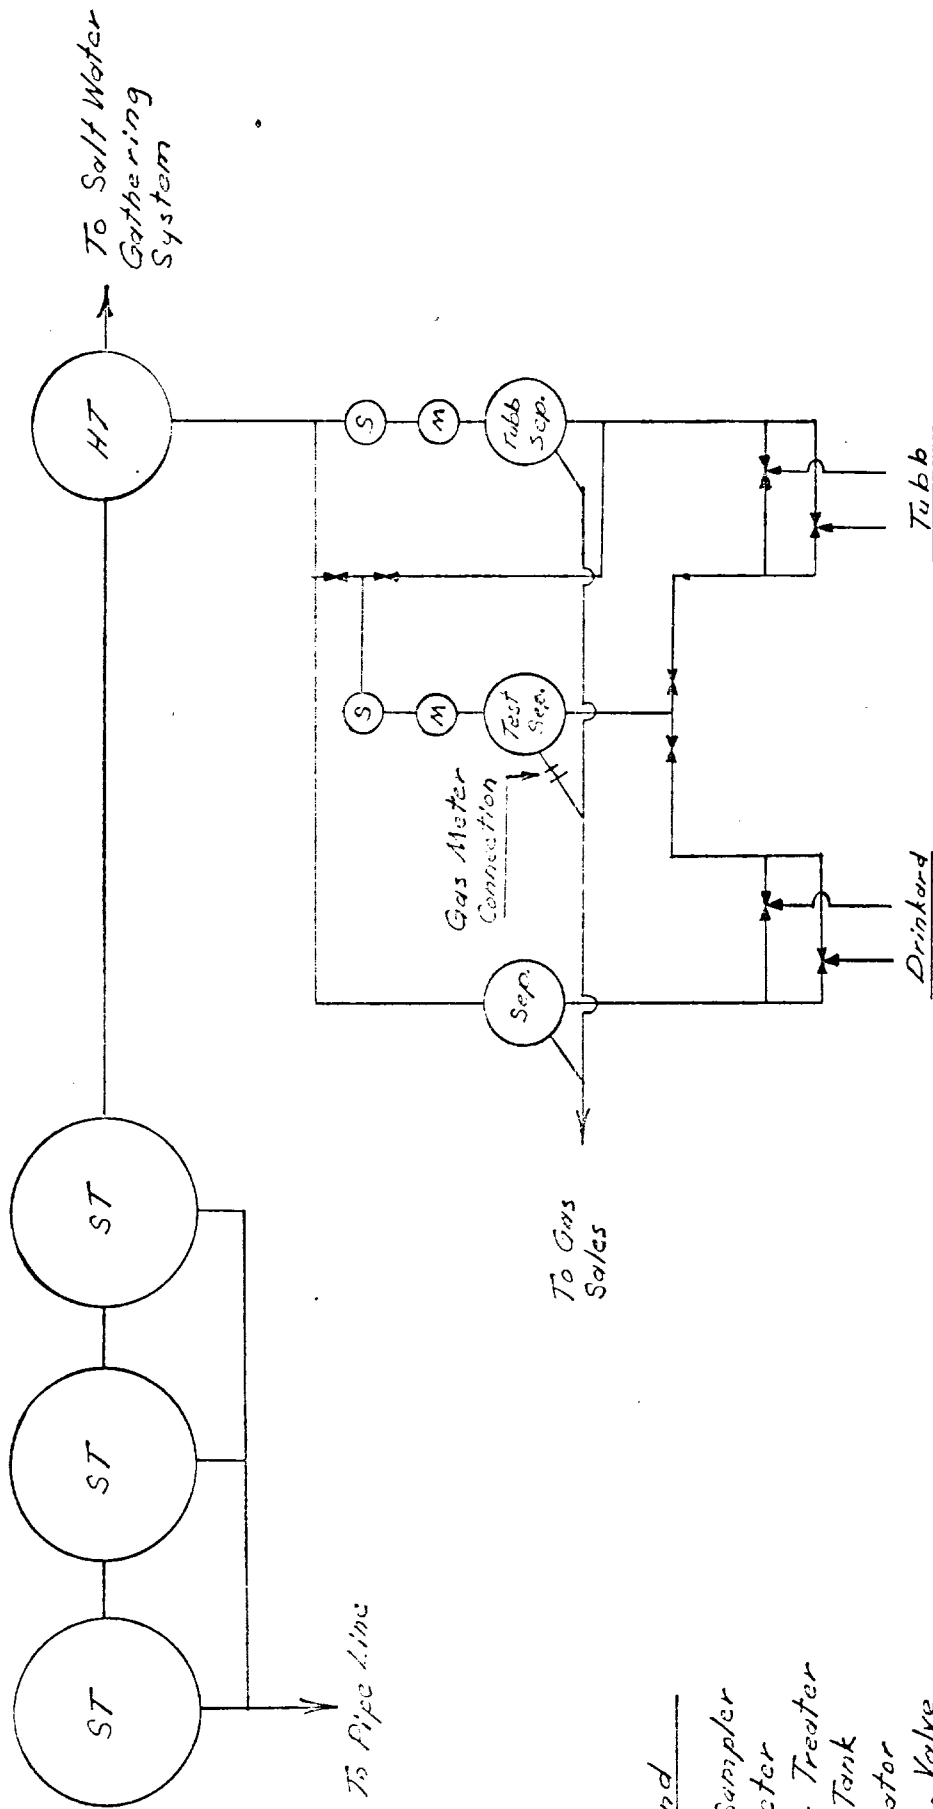 To Salt Water
Gathering
System
HT
ST
ST
ST
To Pipe Line
S
M
Tubb
Sep.
S
M
Test
Sep.
Gas Meter
Connection
Sep.
To Gas
Sales
Tubb
Drinkard
Sampler
Treater
Tank
Valve